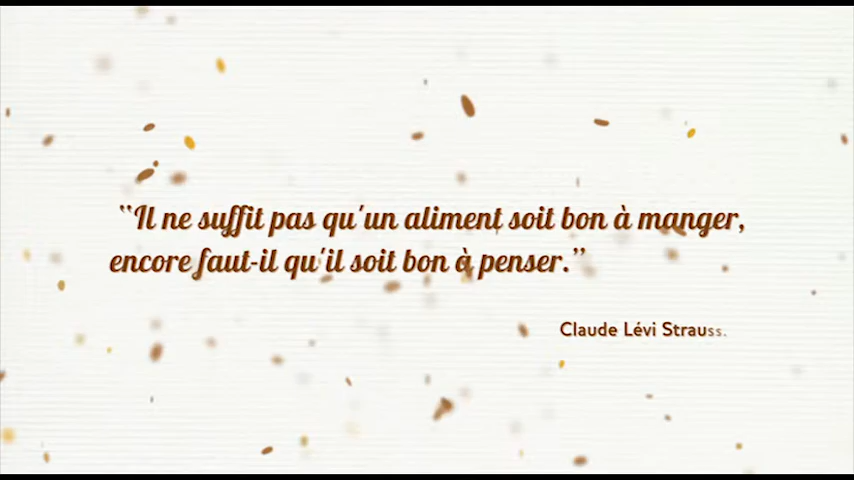 “Il ne suffit pas qu'un aliment soit bon à manger,
encore faut-il qu'il soit bon à penser.”
Claude Lévi Strauss.